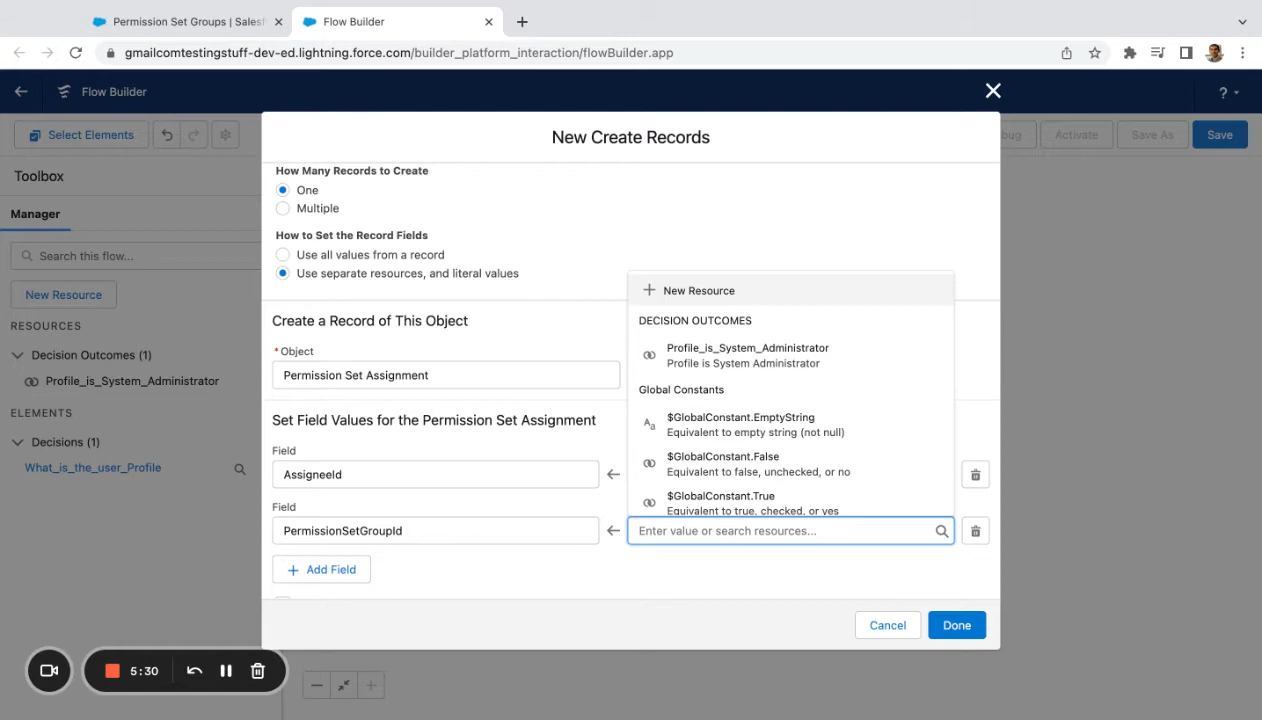 Permission Set Groups | Salesf
Flow Builder
gmailcomtestingstuff-dev-ed.lightning.force.com/builder_platform_interaction/flowBuilder.app
Flow Builder
?
Select Elements
bug
Activate
Save As
Save
Toolbox
Manager
Search this flow...
New Resource
RESOURCES
Decision Outcomes (1)
Profile_is_System_Administrator
ELEMENTS
Decisions (1)
What_is_the_user_Profile
New Create Records
How Many Records to Create
One
Multiple
How to Set the Record Fields
Use all values from a record
Use separate resources, and literal values
Create a Record of This Object
* Object
Permission Set Assignment
Set Field Values for the Permission Set Assignment
Field
AssigneeId
Field
PermissionSetGroupId
Enter value or search resources...
New Resource
DECISION OUTCOMES
Profile_is_System_Administrator
Profile is System Administrator
Global Constants
$GlobalConstant.EmptyString
Equivalent to empty string (not null)
$GlobalConstant.False
Equivalent to false, unchecked, or no
$GlobalConstant.True
Equivalent to true, checked, or yes
Add Field
Cancel
Done
5:30